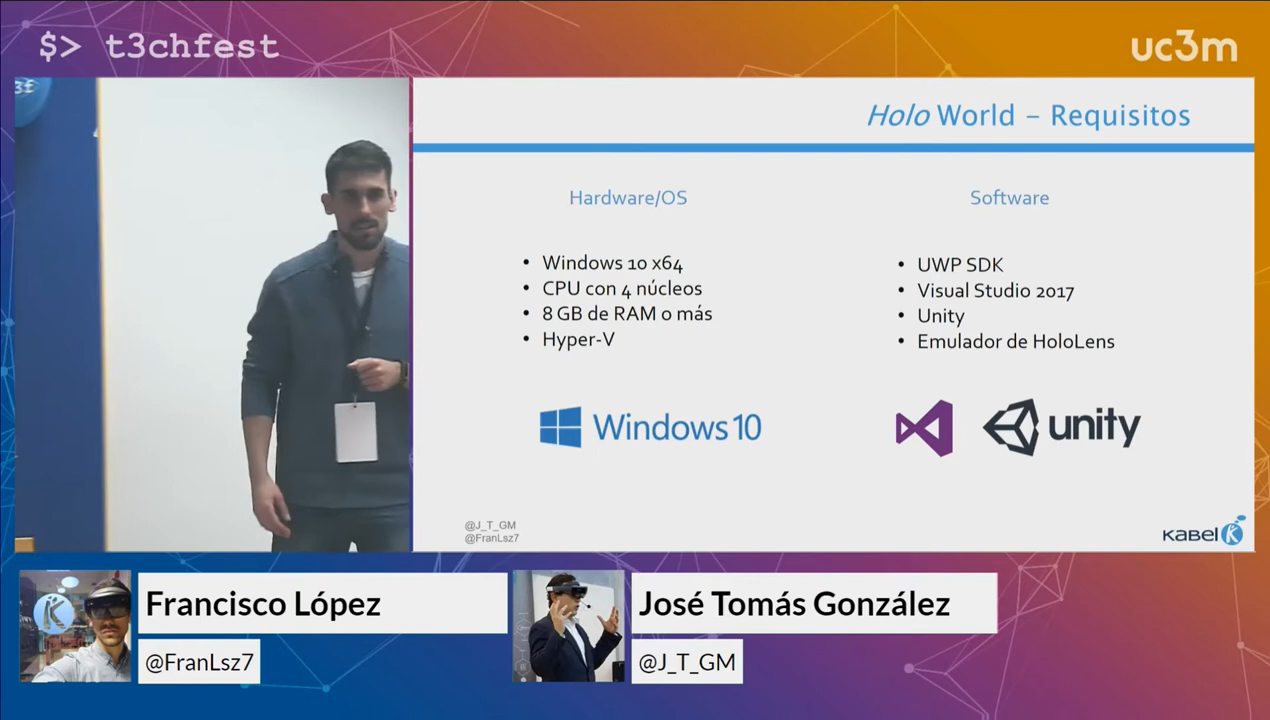 $> t3chfest
uc3m
Holo World – Requisitos
Hardware/OS
• Windows 10 x64
• CPU con 4 núcleos
• 8 GB de RAM o más
• Hyper-V
Windows 10
Software
• UWP SDK
• Visual Studio 2017
• Unity
• Emulador de HoloLens
unity
@J_T_GM
@FranLsz7
Kabel K
Francisco López
@FranLsz7
José Tomás González
@J_T_GM